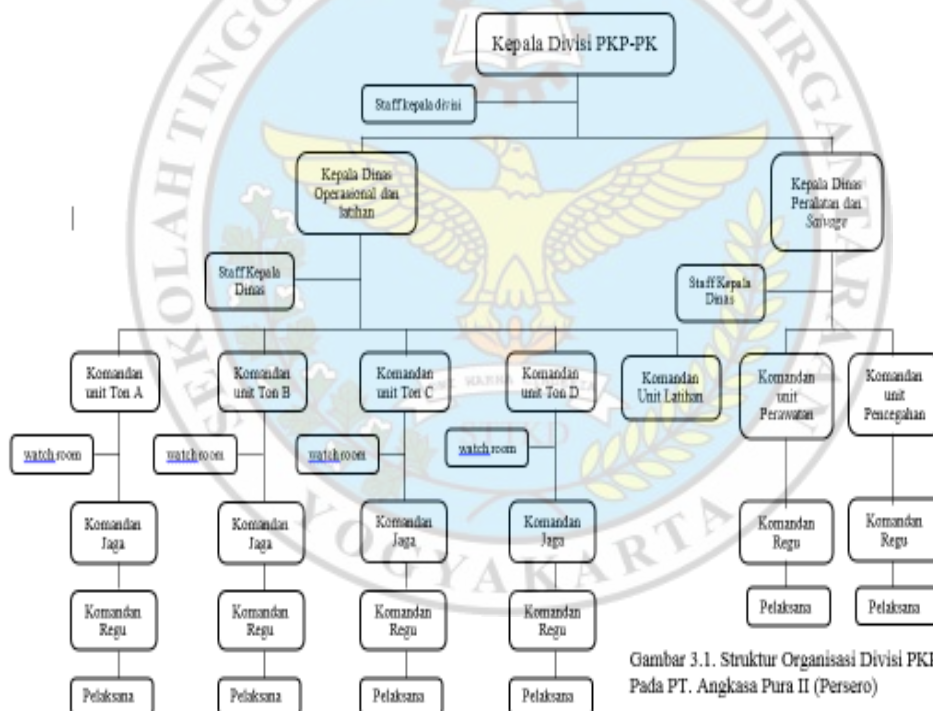 Kepala Divisi PKP-PK
Staff kepala divisi
Kepala Dinas
Operasional dan
latihan
Kepala Dinas
Peralatan dan
Salvage
Staff Kepala
Dinas
Staff Kepala
Dinas
Komandan
unit Ton A
Komandan
unit Ton B
Komandan
unit Ton C
Komandan
unit Ton D
Komandan
Unit Latihan
Komandan
unit
Perawatan
Komandan
unit
Pencegahan
watch room
watch room
watch room
watch room
Komandan
Jaga
Komandan
Jaga
Komandan
Jaga
Komandan
Jaga
Komandan
Regu
Komandan
Regu
Komandan
Regu
Komandan
Regu
Komandan
Regu
Komandan
Regu
Pelaksana
Pelaksana
Pelaksana
Pelaksana
Pelaksana
Pelaksana
Gambar 3.1. Struktur Organisasi Divisi PKP
Pada PT. Angkasa Pura II (Persero)
SEKOLAH TINGG
DIRGANTARAAN
YOGYAKARTA